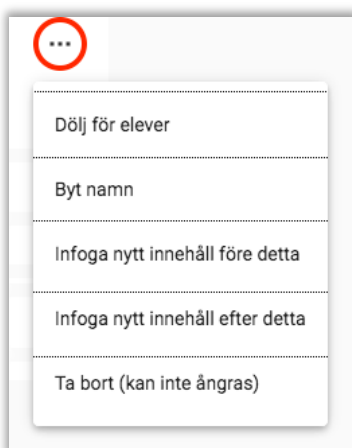 Dölj för elever
Byt namn
Infoga nytt innehåll före detta
Infoga nytt innehåll efter detta
Ta bort (kan inte ångras)